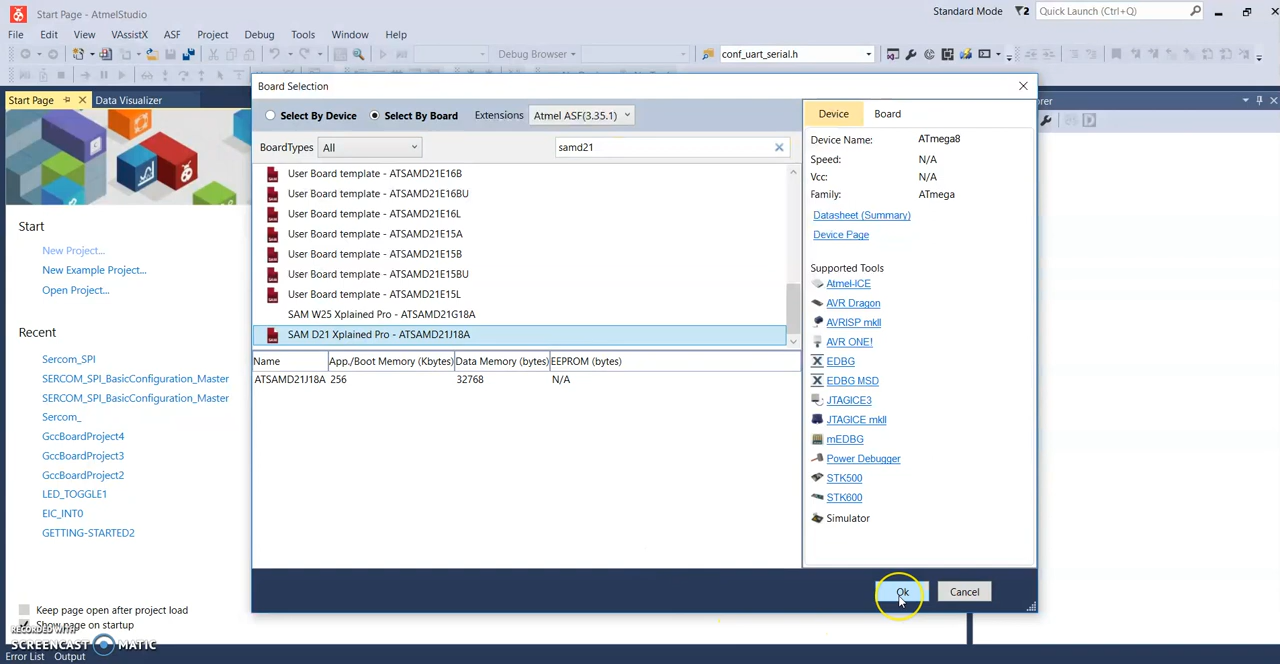 Start Page - AtmelStudio
Standard Mode
2
Quick Launch (Ctrl+Q)
File Edit View VAssistX ASF Project Debug Tools Window Help
Debug Browser
conf_uart_serial.h
Start Page
Data Visualizer
Start
New Project...
New Example Project...
Open Project...
Recent
Sercom_SPI
SERCOM_SPI_BasicConfiguration_Master
SERCOM_SPI_BasicConfiguration_Master
Sercom_
GccBoardProject4
GccBoardProject3
GccBoardProject2
LED_TOGGLE1
EIC_INT0
GETTING-STARTED2
Keep page open after project load
Show page on startup
RECORDED WITH
SCREENCAST MATIC
Error List Output
Board Selection
Select By Device Select By Board Extensions Atmel ASF(3.35.1)
BoardTypes All samd21
User Board template - ATSAMD21E16B
User Board template - ATSAMD21E16BU
User Board template - ATSAMD21E16L
User Board template - ATSAMD21E15A
User Board template - ATSAMD21E15B
User Board template - ATSAMD21E15BU
User Board template - ATSAMD21E15L
SAM W25 Xplained Pro - ATSAMD21G18A
SAM D21 Xplained Pro - ATSAMD21J18A
Name App./Boot Memory (Kbytes) Data Memory (bytes) EEPROM (bytes)
ATSAMD21J18A 256 32768 N/A
Device Board
Device Name: ATmega8
Speed: N/A
Vcc: N/A
Family: ATmega
Datasheet (Summary)
Device Page
Supported Tools
Atmel-ICE
AVR Dragon
AVRISP mkII
AVR ONE!
EDBG
EDBG MSD
JTAGICE3
JTAGICE mkII
mEDBG
Power Debugger
STK500
STK600
Simulator
Ok Cancel
orer